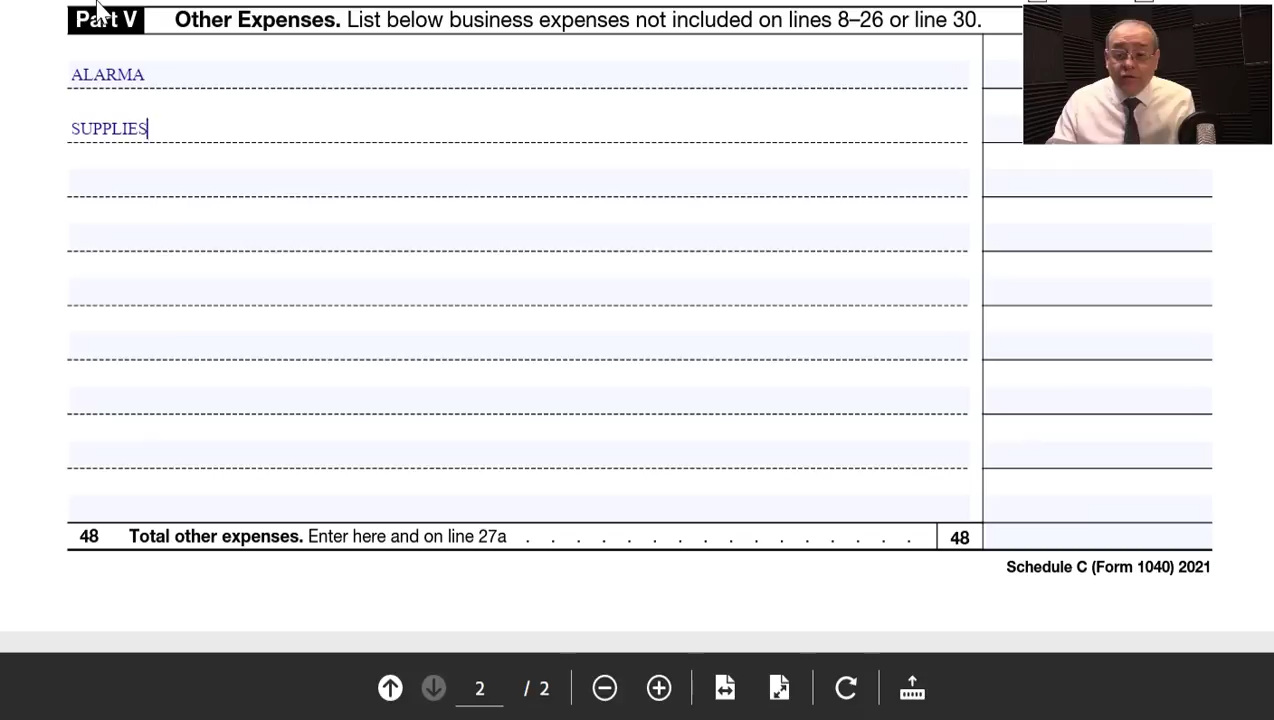 Part V Other Expenses. List below business expenses not included on lines 8–26 or line 30.
ALARMA
SUPPLIES
48 Total other expenses. Enter here and on line 27a . . . . . . . . . . . . . . . . 48
Schedule C (Form 1040) 2021
2 / 2